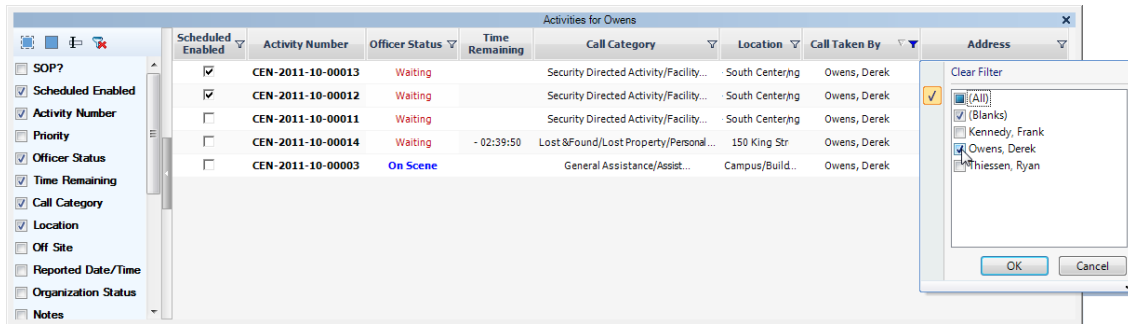 Activities for Owens
Scheduled Enabled Activity Number Officer Status Time Remaining Call Category Location Call Taken By Address
SOP?
Scheduled Enabled
Activity Number
Priority
Officer Status
Time Remaining
Call Category
Location
Off Site
Reported Date/Time
Organization Status
Notes
CEN-2011-10-00013 Waiting Security Directed Activity/Facility... South Center/ng Owens, Derek
CEN-2011-10-00012 Waiting Security Directed Activity/Facility... South Center/ng Owens, Derek
CEN-2011-10-00011 Waiting Security Directed Activity/Facility... South Center/ng Owens, Derek
CEN-2011-10-00014 Waiting - 02:39:50 Lost &Found/Lost Property/Personal... 150 King Str Owens, Derek
CEN-2011-10-00003 On Scene General Assistance/Assist... Campus/Build... Owens, Derek
Clear Filter
(All)
(Blanks)
Kennedy, Frank
Owens, Derek
Thiessen, Ryan
OK Cancel